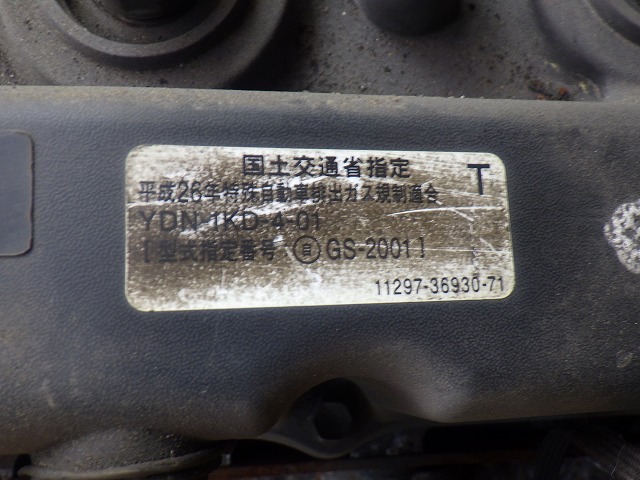 国土交通省指定
T
平成26年特殊自動車排出ガス規制適合
YDN-1KD-4-01
[型式指定番号 自 GS-2001]
11297-36930-71